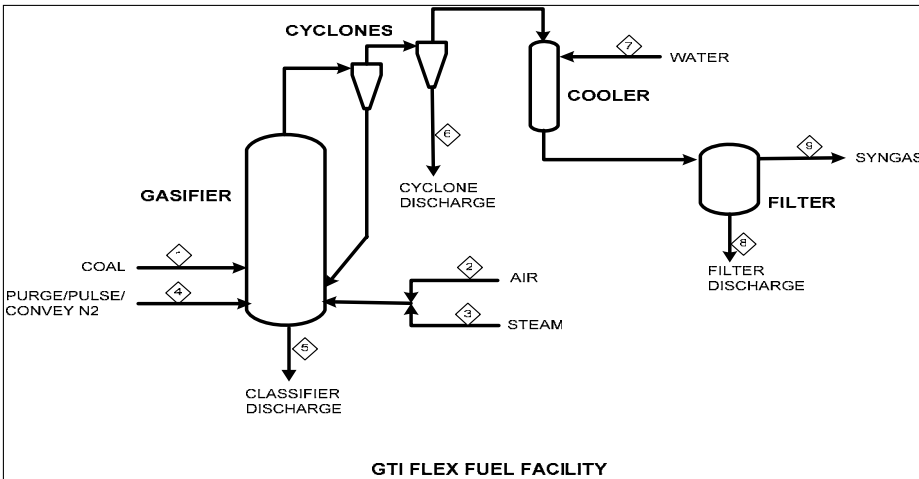 CYCLONES
7
WATER
COOLER
6
9
SYNGAS
GASIFIER
CYCLONE
DISCHARGE
FILTER
1
COAL
2
AIR
8
FILTER
DISCHARGE
PURGE/PULSE/
CONVEY N2
4
3
STEAM
5
CLASSIFIER
DISCHARGE
GTI FLEX FUEL FACILITY